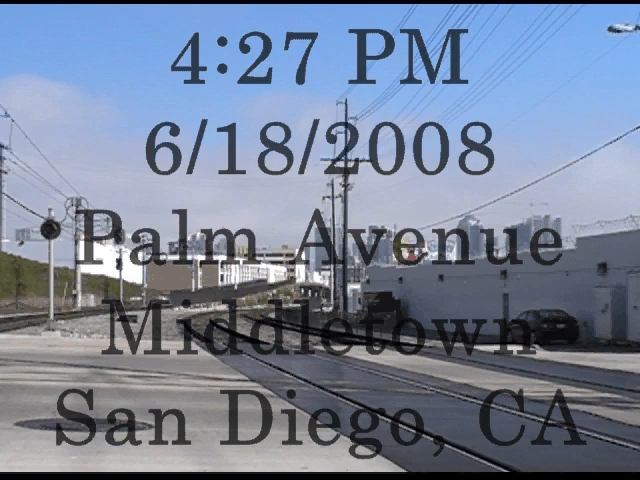 4:27 PM
6/18/2008
Palm Avenue
Middletown
San Diego, CA